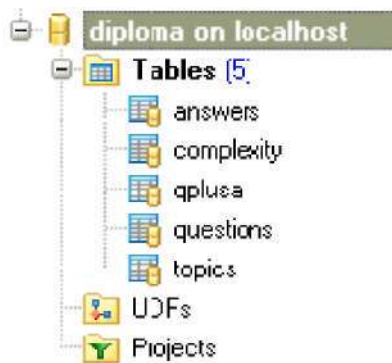 diploma on localhost
Tables (5)
answers
complexity
qplusa
questions
topics
UDFs
Projects